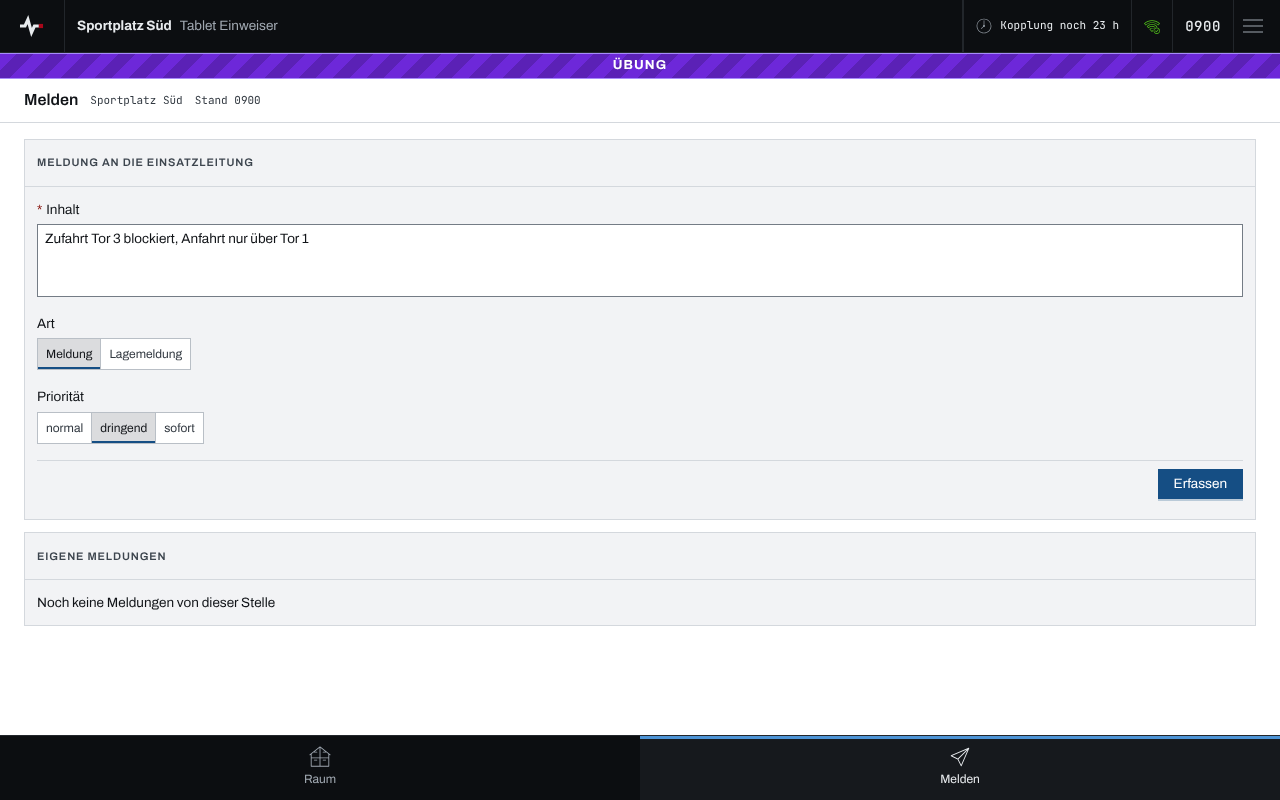 Sportplatz Süd Tablet Einweiser
Kopplung noch 23 h
0900
ÜBUNG
Melden Sportplatz Süd Stand 0900
MELDUNG AN DIE EINSATZLEITUNG
* Inhalt
Zufahrt Tor 3 blockiert, Anfahrt nur über Tor 1
Art
Meldung Lagemeldung
Priorität
normal dringend sofort
Erfassen
EIGENE MELDUNGEN
Noch keine Meldungen von dieser Stelle
Raum
Melden